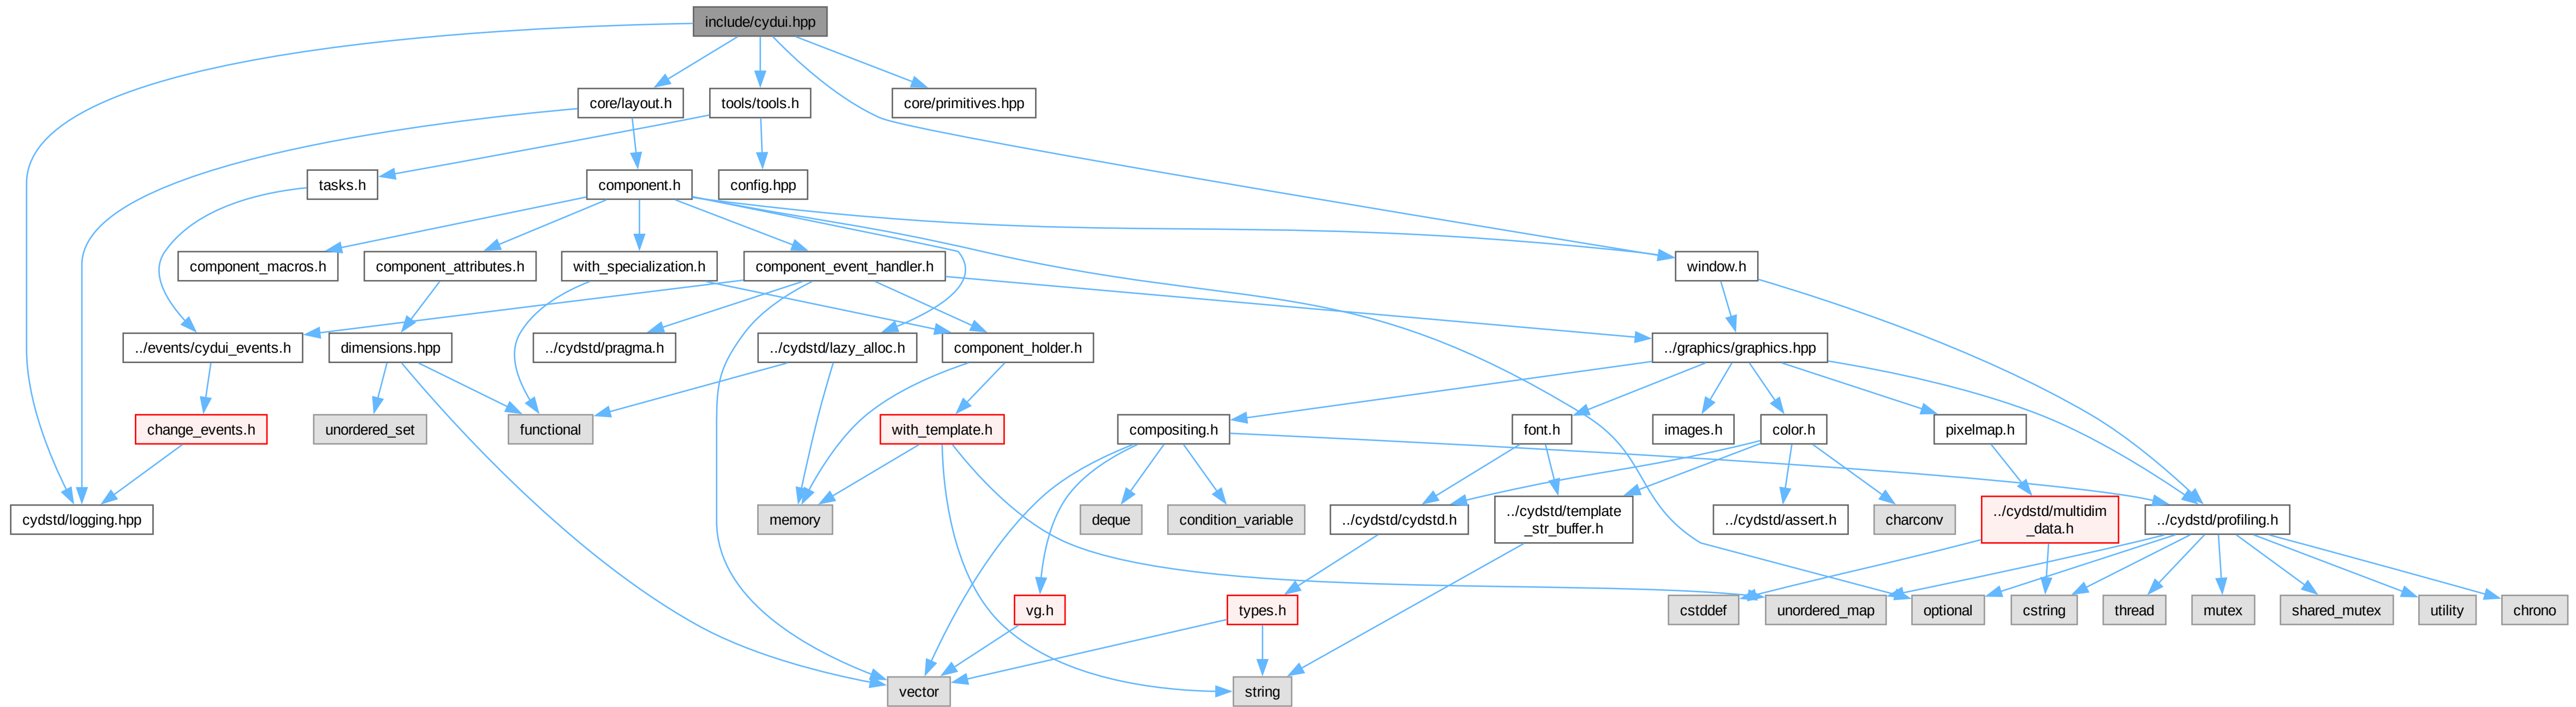 include/cydui.hpp
core/layout.h
tools/tools.h
core/primitives.hpp
tasks.h
component.h
config.hpp
component_macros.h
component_attributes.h
with_specialization.h
component_event_handler.h
window.h
../events/cydui_events.h
dimensions.hpp
../cydstd/pragma.h
../cydstd/lazy_alloc.h
component_holder.h
../graphics/graphics.hpp
change_events.h
unordered_set
functional
with_template.h
compositing.h
font.h
images.h
color.h
pixelmap.h
cydstd/logging.hpp
memory
deque
condition_variable
../cydstd/cydstd.h
../cydstd/template
_str_buffer.h
../cydstd/assert.h
charconv
../cydstd/multidim
_data.h
../cydstd/profiling.h
vg.h
types.h
cstddef
unordered_map
optional
cstring
thread
mutex
shared_mutex
utility
chrono
vector
string